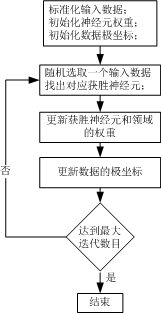 标准化输入数据；
初始化神经元权重；
初始化数据极坐标；
随机选取一个输入数据
找出对应获胜神经元；
更新获胜神经元和领域
的权重
更新数据的极坐标
否
达到最大
迭代数目
是
结束